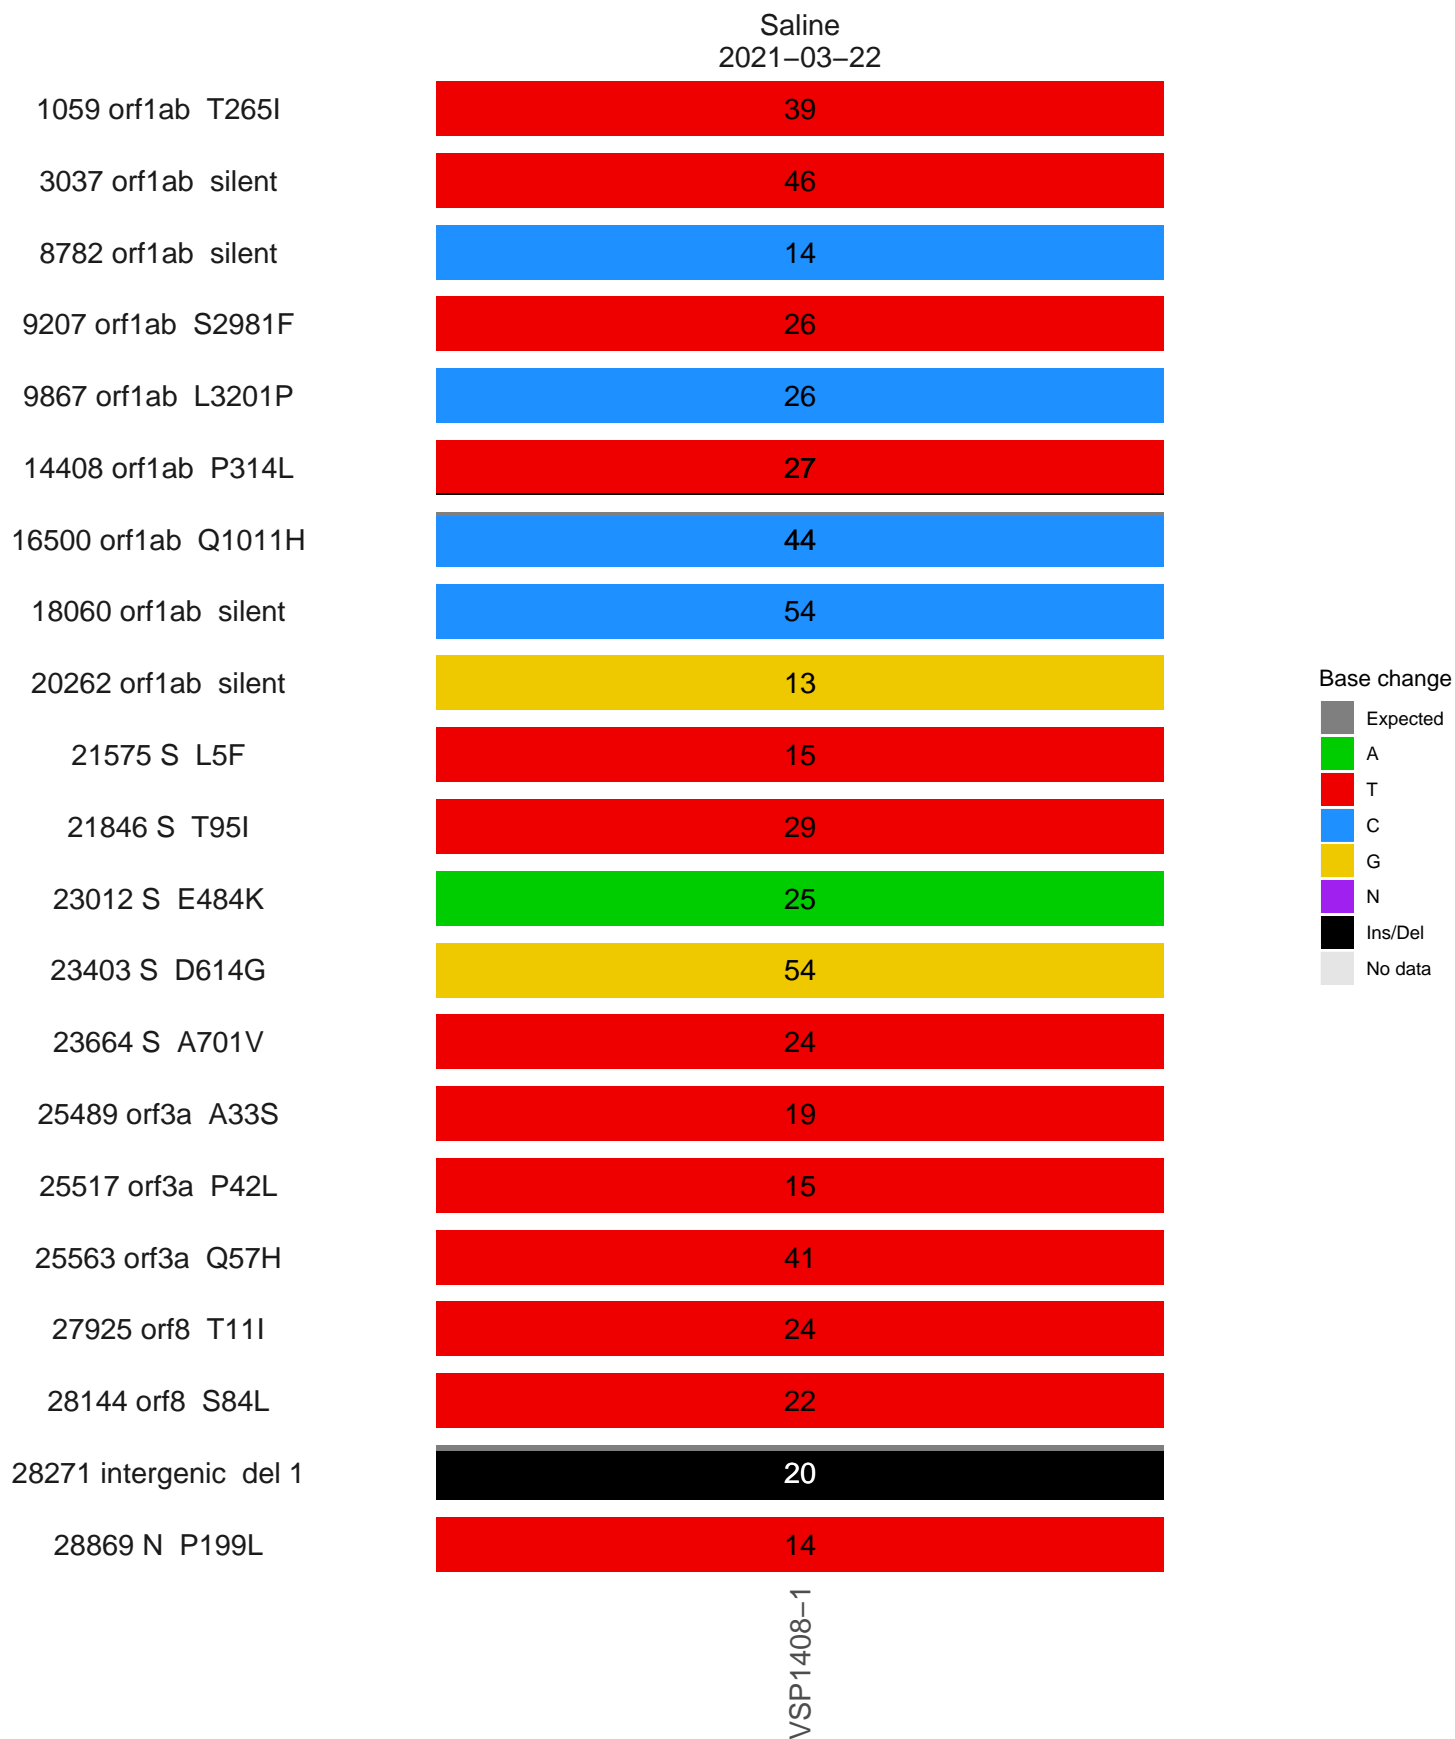 Saline
2021−03−22
1059 orf1ab T265I 39
3037 orf1ab silent 46
8782 orf1ab silent 14
9207 orf1ab S2981F 26
9867 orf1ab L3201P 26
14408 orf1ab P314L 27
16500 orf1ab Q1011H 44
18060 orf1ab silent 54
20262 orf1ab silent 13
21575 S L5F 15
21846 S T95I 29
23012 S E484K 25
23403 S D614G 54
23664 S A701V 24
25489 orf3a A33S 19
25517 orf3a P42L 15
25563 orf3a Q57H 41
27925 orf8 T11I 24
28144 orf8 S84L 22
28271 intergenic del 1 20
28869 N P199L 14
VSP1408−1
Base change
Expected
A
T
C
G
N
Ins/Del
No data